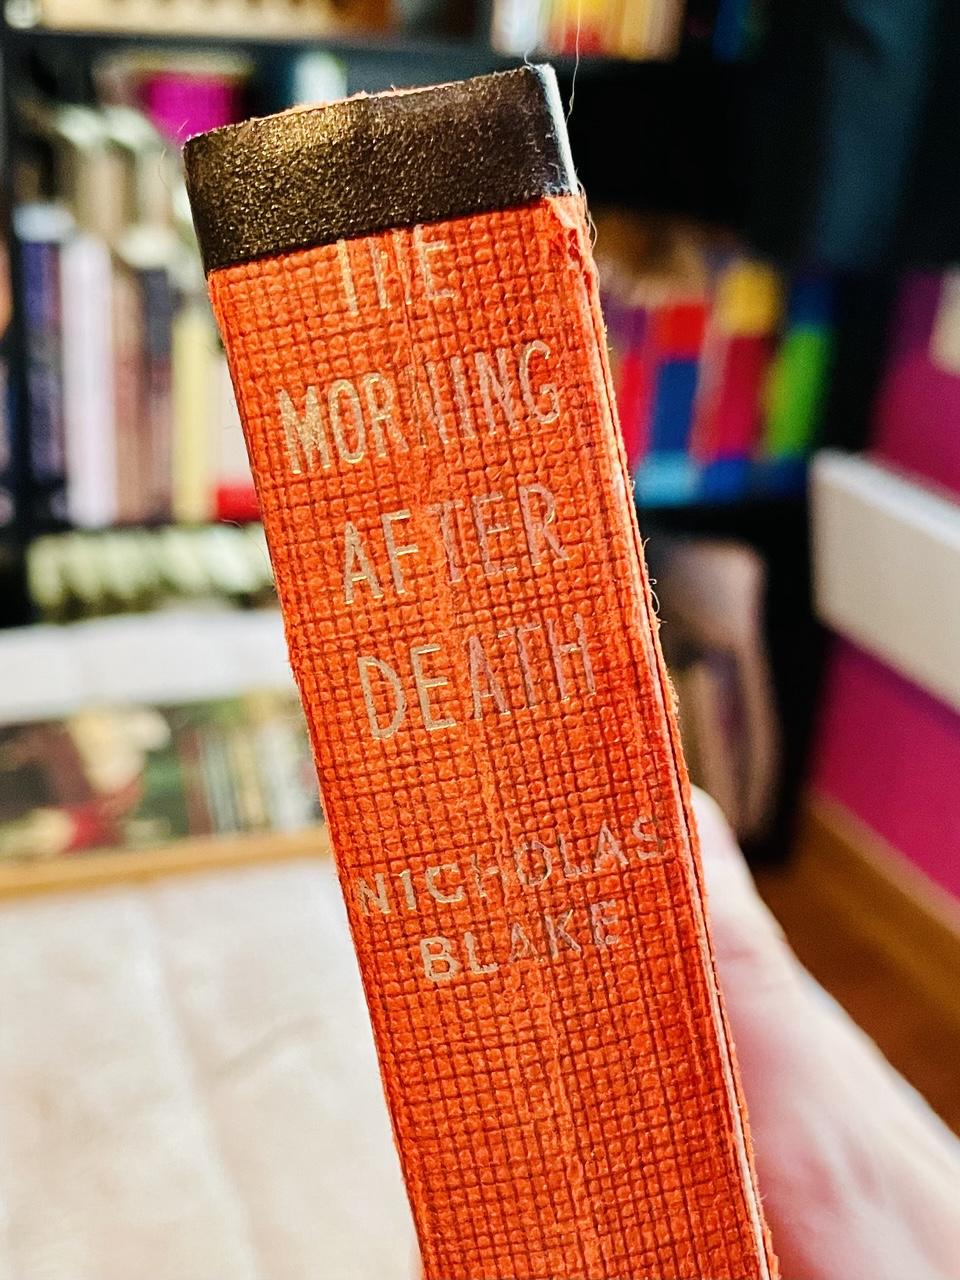 THE
MORNING
AFTER
DEATH
NICHOLAS
BLAKE